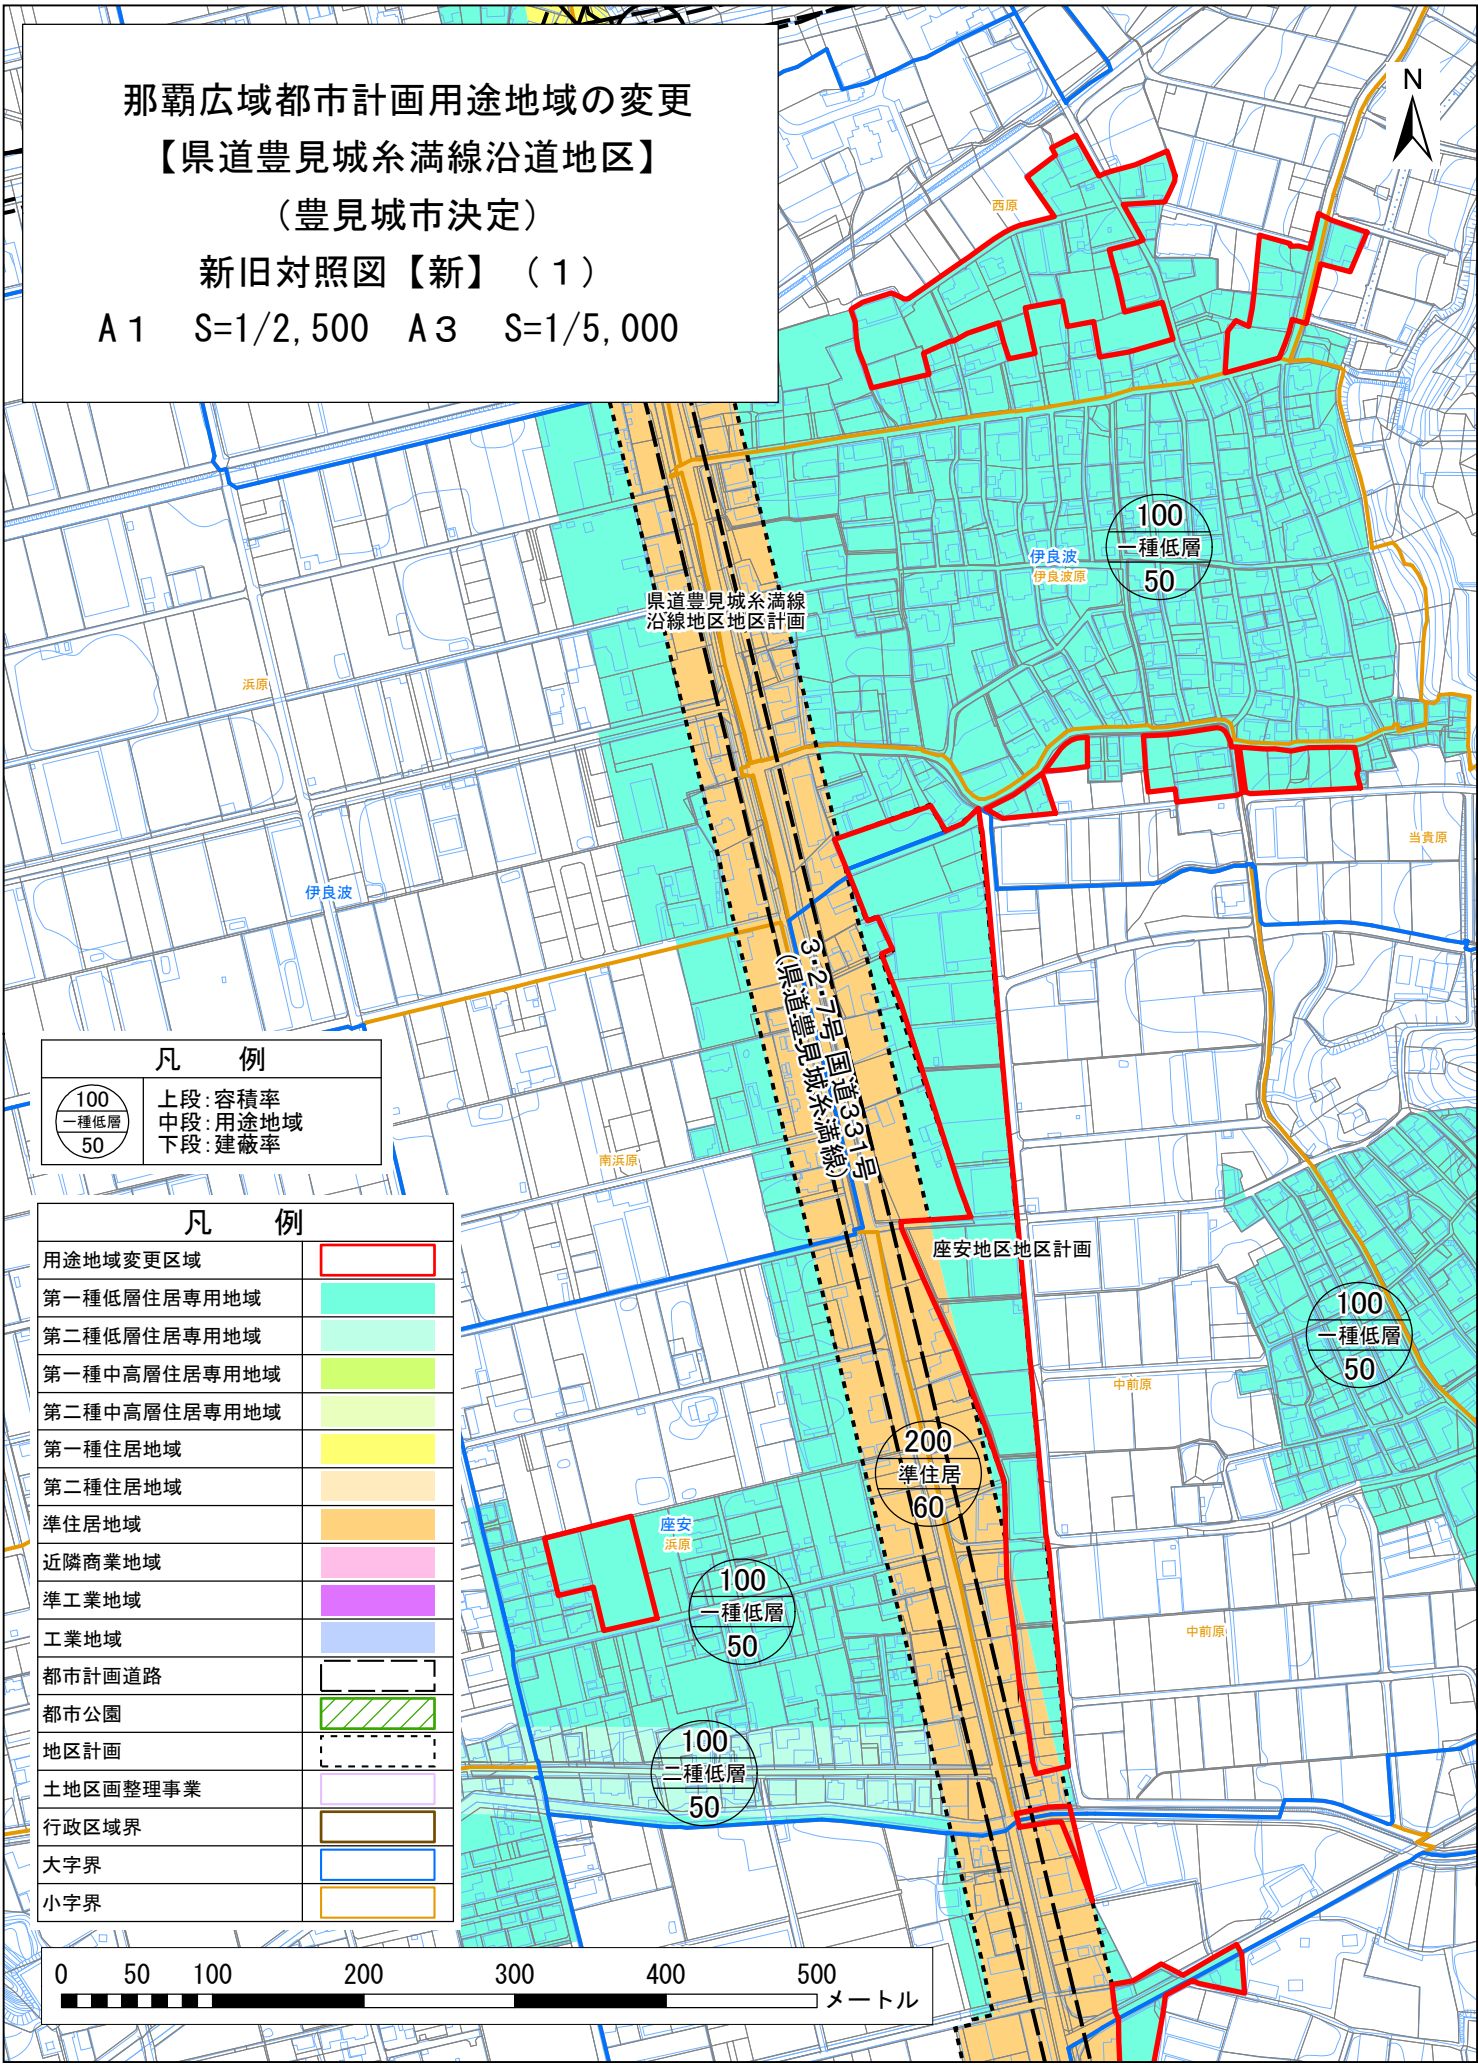 那覇広域都市計画用途地域の変更
【県道豊見城糸満線沿道地区】
（豊見城市決定）
新旧対照図【新】（１）
Ａ１　S=1/2,500　Ａ３　S=1/5,000
N
西原
100
一種低層
50
伊良波
伊良波原
県道豊見城糸満線
沿線地区地区計画
浜原
当貴原
伊良波
3・2・7号 国道331号
（県道豊見城糸満線）
凡　例
100
一種低層
50
上段：容積率
中段：用途地域
下段：建蔽率
南浜原
座安地区地区計画
100
一種低層
50
中前原
200
準住居
60
座安
浜原
100
一種低層
50
中前原
100
二種低層
50
凡　例
用途地域変更区域
第一種低層住居専用地域
第二種低層住居専用地域
第一種中高層住居専用地域
第二種中高層住居専用地域
第一種住居地域
第二種住居地域
準住居地域
近隣商業地域
準工業地域
工業地域
都市計画道路
都市公園
地区計画
土地区画整理事業
行政区域界
大字界
小字界
0　50　100　200　300　400　500
メートル